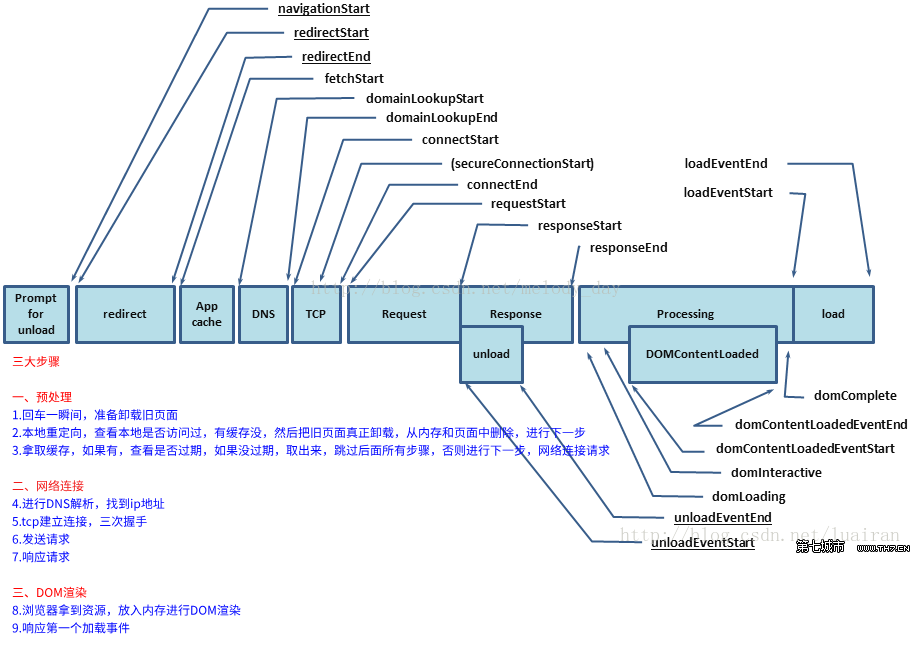 navigationStart
redirectStart
redirectEnd
fetchStart
domainLookupStart
domainLookupEnd
connectStart
(secureConnectionStart)
loadEventEnd
connectEnd
loadEventStart
requestStart
responseStart
responseEnd
http://blog.csdn.net/melody_day
Prompt
for
unload
redirect
App
cache
DNS
TCP
Request
Response
Processing
load
unload
DOMContentLoaded
三大步骤
domComplete
一、预处理
1.回车一瞬间，准备卸载旧页面
domContentLoadedEventEnd
2.本地重定向，查看本地是否访问过，有缓存没，然后把旧页面真正卸载，从内存和页面中删除，进行下一步
domContentLoadedEventStart
3.拿取缓存，如果有，查看是否过期，如果没过期，取出来，跳过后面所有步骤，否则进行下一步，网络连接请求
domInteractive
二、网络连接
domLoading
4.进行DNS解析，找到ip地址
unloadEventEnd
5.tcp建立连接，三次握手
http://blog.csdn.net/luairan
6.发送请求
unloadEventStart
第七城市 WWW.TH7.CN
7.响应请求
三、DOM渲染
8.浏览器拿到资源，放入内存进行DOM渲染
9.响应第一个加载事件